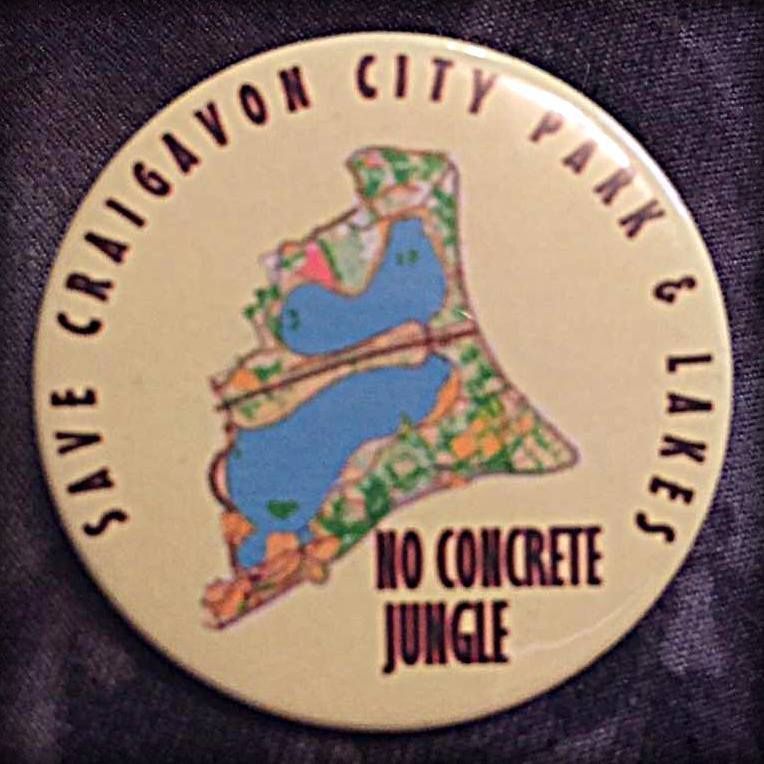 SAVE CRAIGAVON CITY PARK & LAKES
NO CONCRETE
JUNGLE